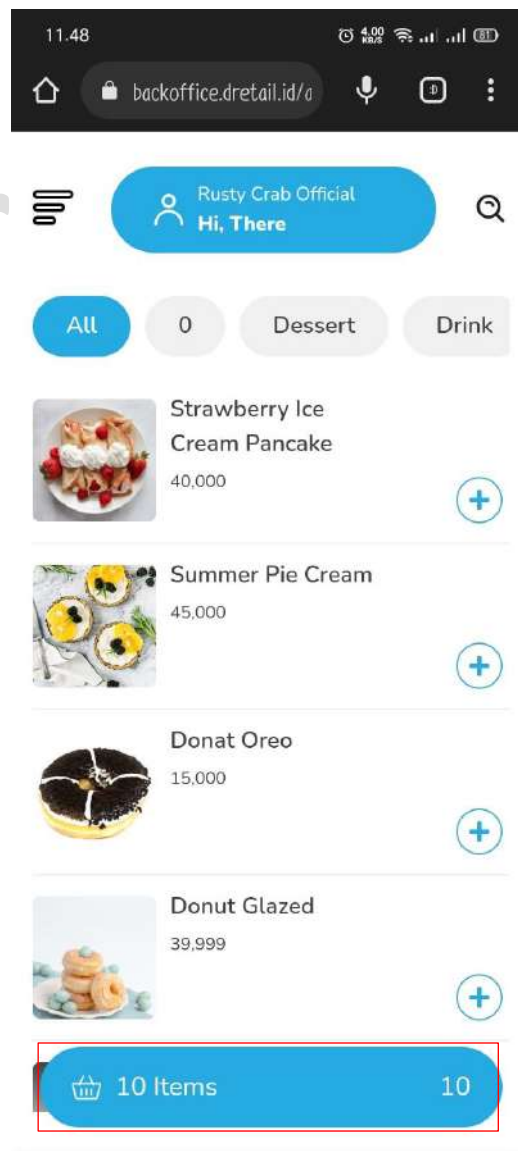 11.48
4.00
KB/S
81
backoffice.dretail.id/a
:D
Rusty Crab Official
Hi, There
All
0
Dessert
Drink
Strawberry Ice
Cream Pancake
40,000
Summer Pie Cream
45,000
Donat Oreo
15,000
Donut Glazed
39,999
10 Items
10